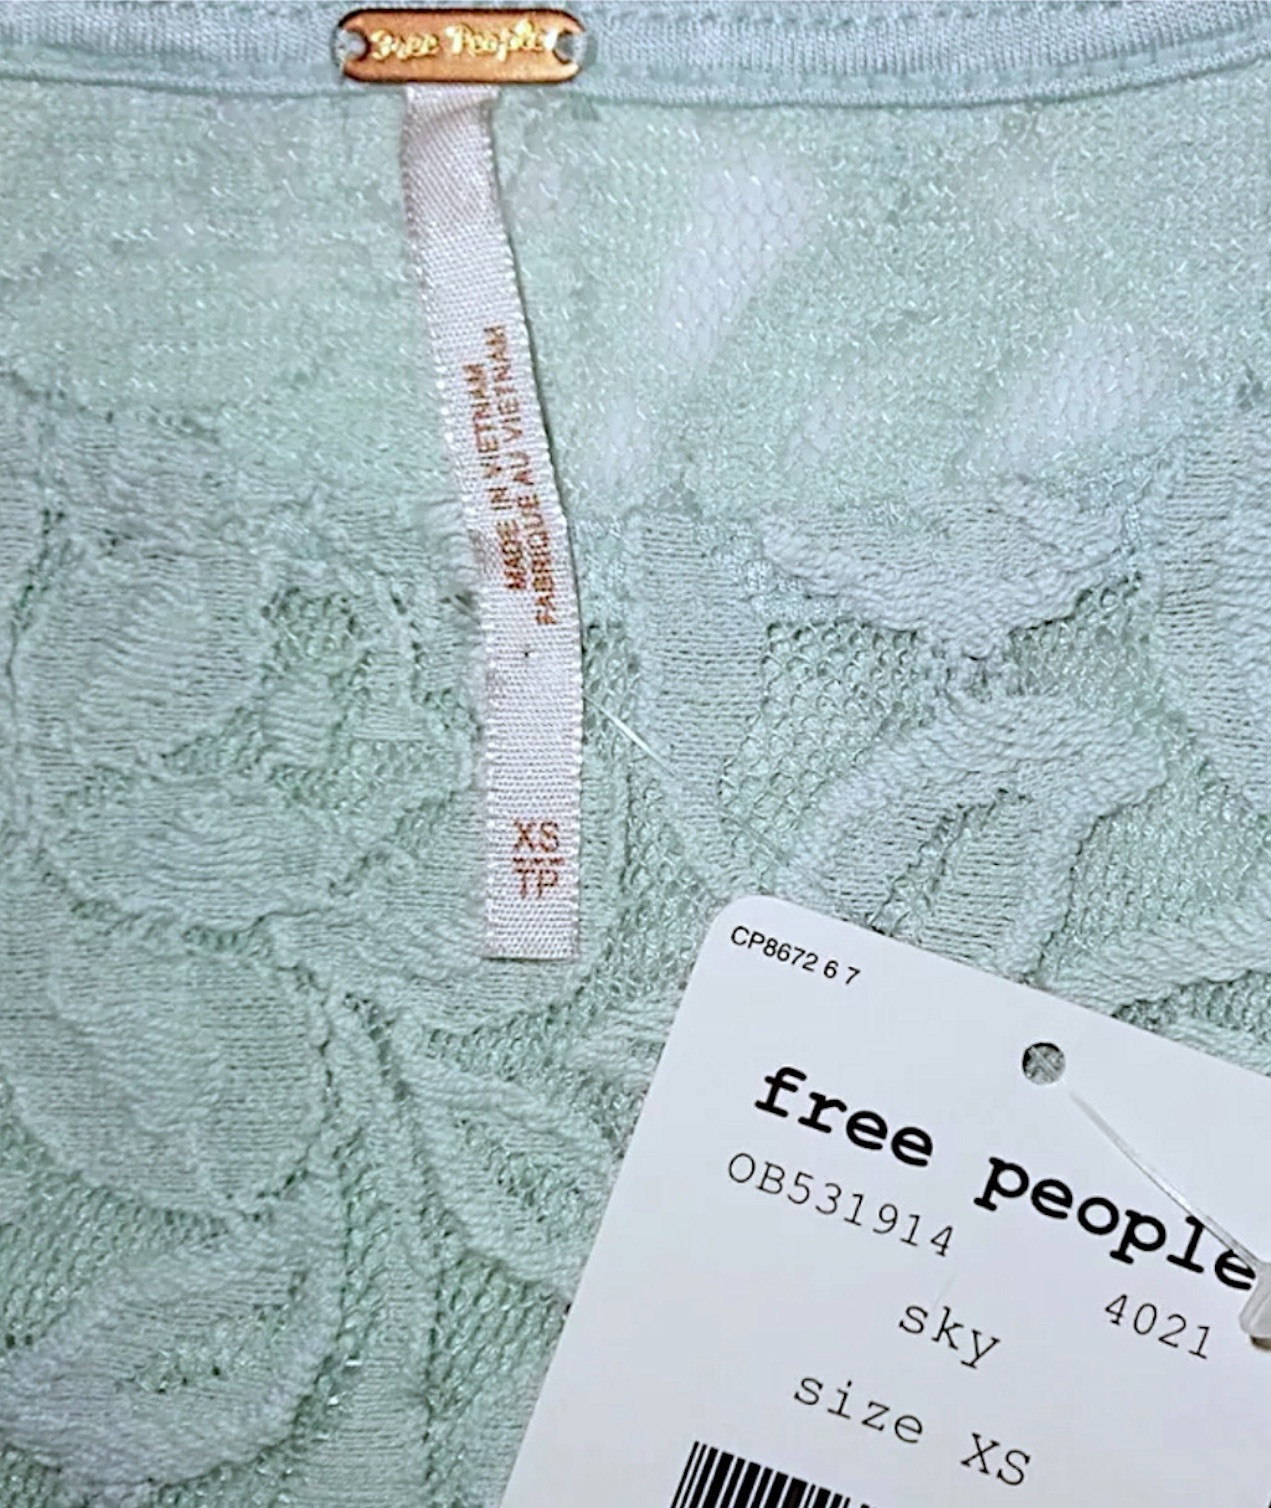 Free People
MADE IN VIETNAM
FABRIQUE AU VIETNAM
XS
TP
CP8672 6 7
free people
OB531914
4021
sky
size XS